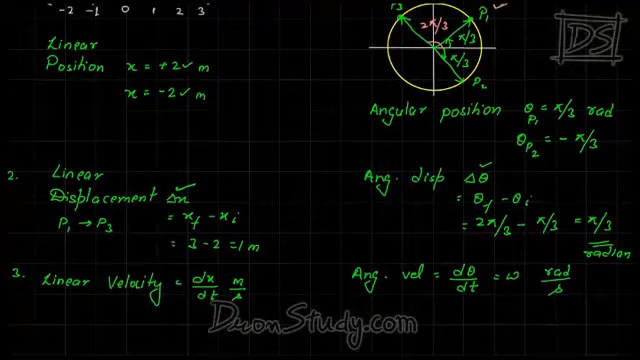 -2 -1 0 1 2 3
Linear
Position x = +2 ✓ m
x = -2 ✓ m
P3 2π/3 P1 ✓
π/3
π/3
P2
DS
Angular position θP1 = π/3 rad
θP2 = - π/3
2. Linear
Displacement Δx ✓
P1 → P3 = xf - xi
= 3 - 2 = 1 m
Ang. disp Δθ ✓
= θf - θi
= 2π/3 - π/3 = π/3
radian
3. Linear Velocity = dx/dt m/s
Ang. vel = dθ/dt = ω rad/s
DronStudy.com